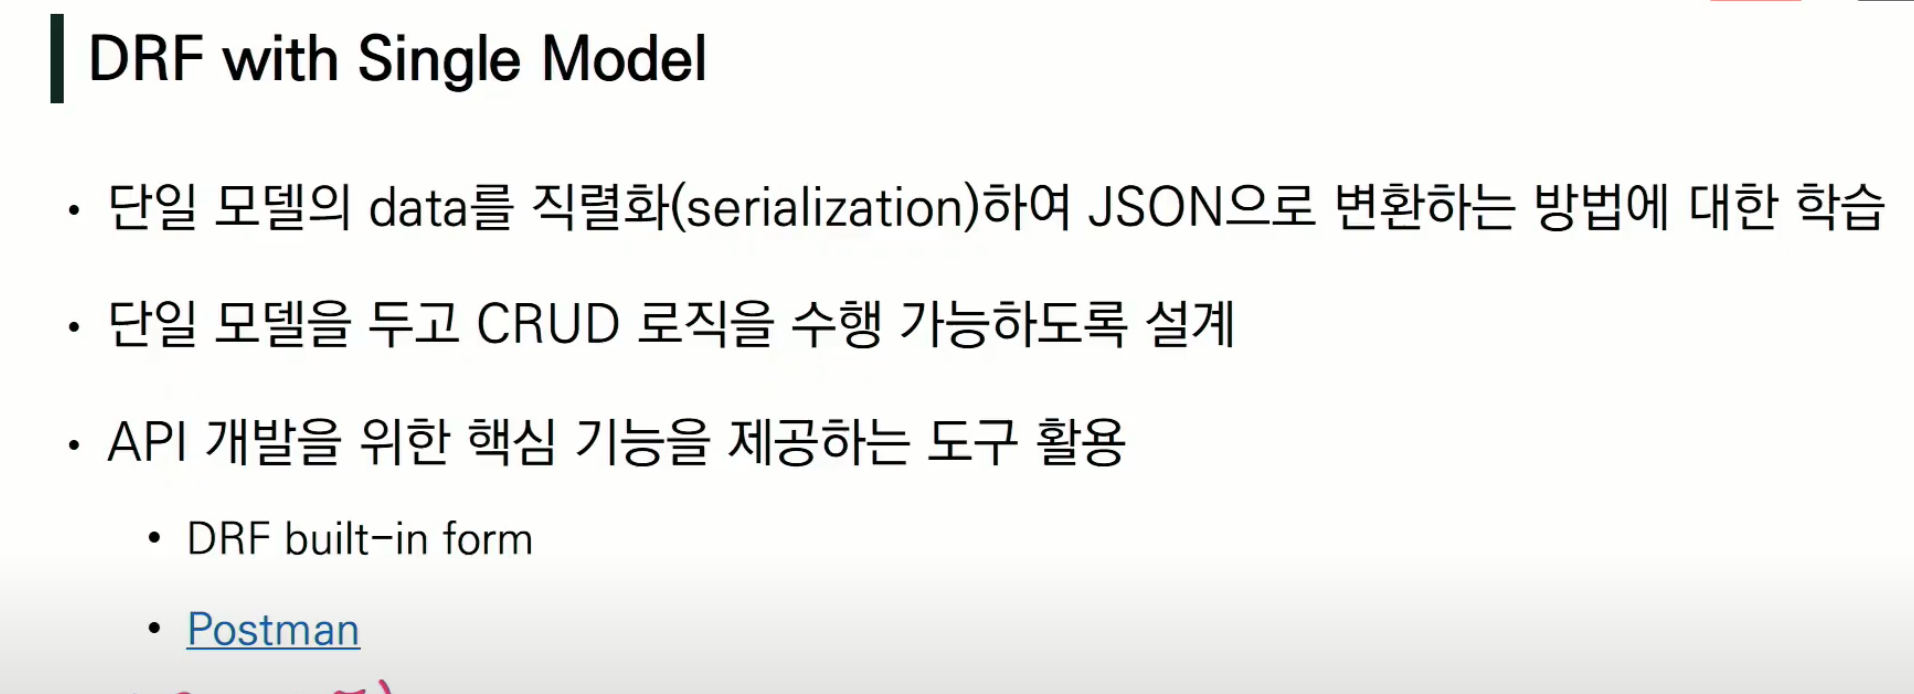 DRF with Single Model
• 단일 모델의 data를 직렬화(serialization)하여 JSON으로 변환하는 방법에 대한 학습
• 단일 모델을 두고 CRUD 로직을 수행 가능하도록 설계
• API 개발을 위한 핵심 기능을 제공하는 도구 활용
• DRF built-in form
• Postman